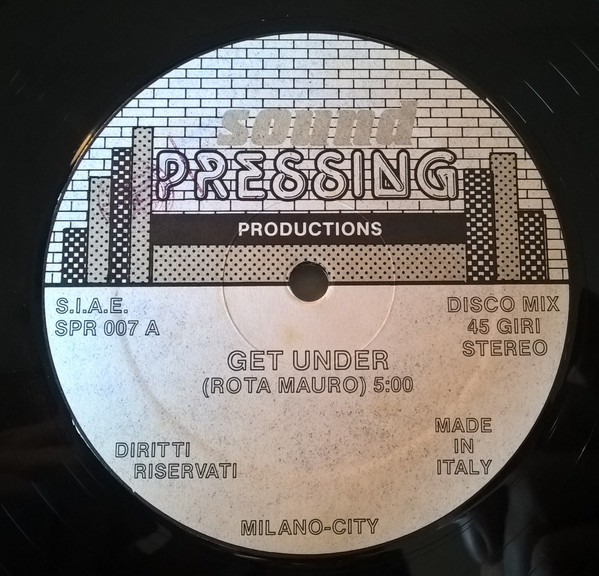 sound
PRESSING
PRODUCTIONS
S.I.A.E.
SPR 007 A
DISCO MIX
45 GIRI
STEREO
GET UNDER
(ROTA MAURO) 5:00
DIRITTI
RISERVATI
MADE
IN
ITALY
MILANO-CITY